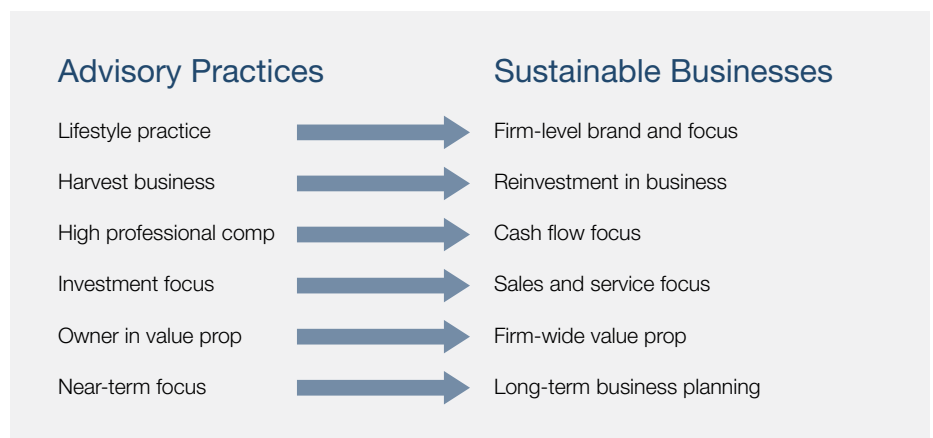 Advisory Practices Sustainable Businesses
Lifestyle practice Firm-level brand and focus
Harvest business Reinvestment in business
High professional comp Cash flow focus
Investment focus Sales and service focus
Owner in value prop Firm-wide value prop
Near-term focus Long-term business planning